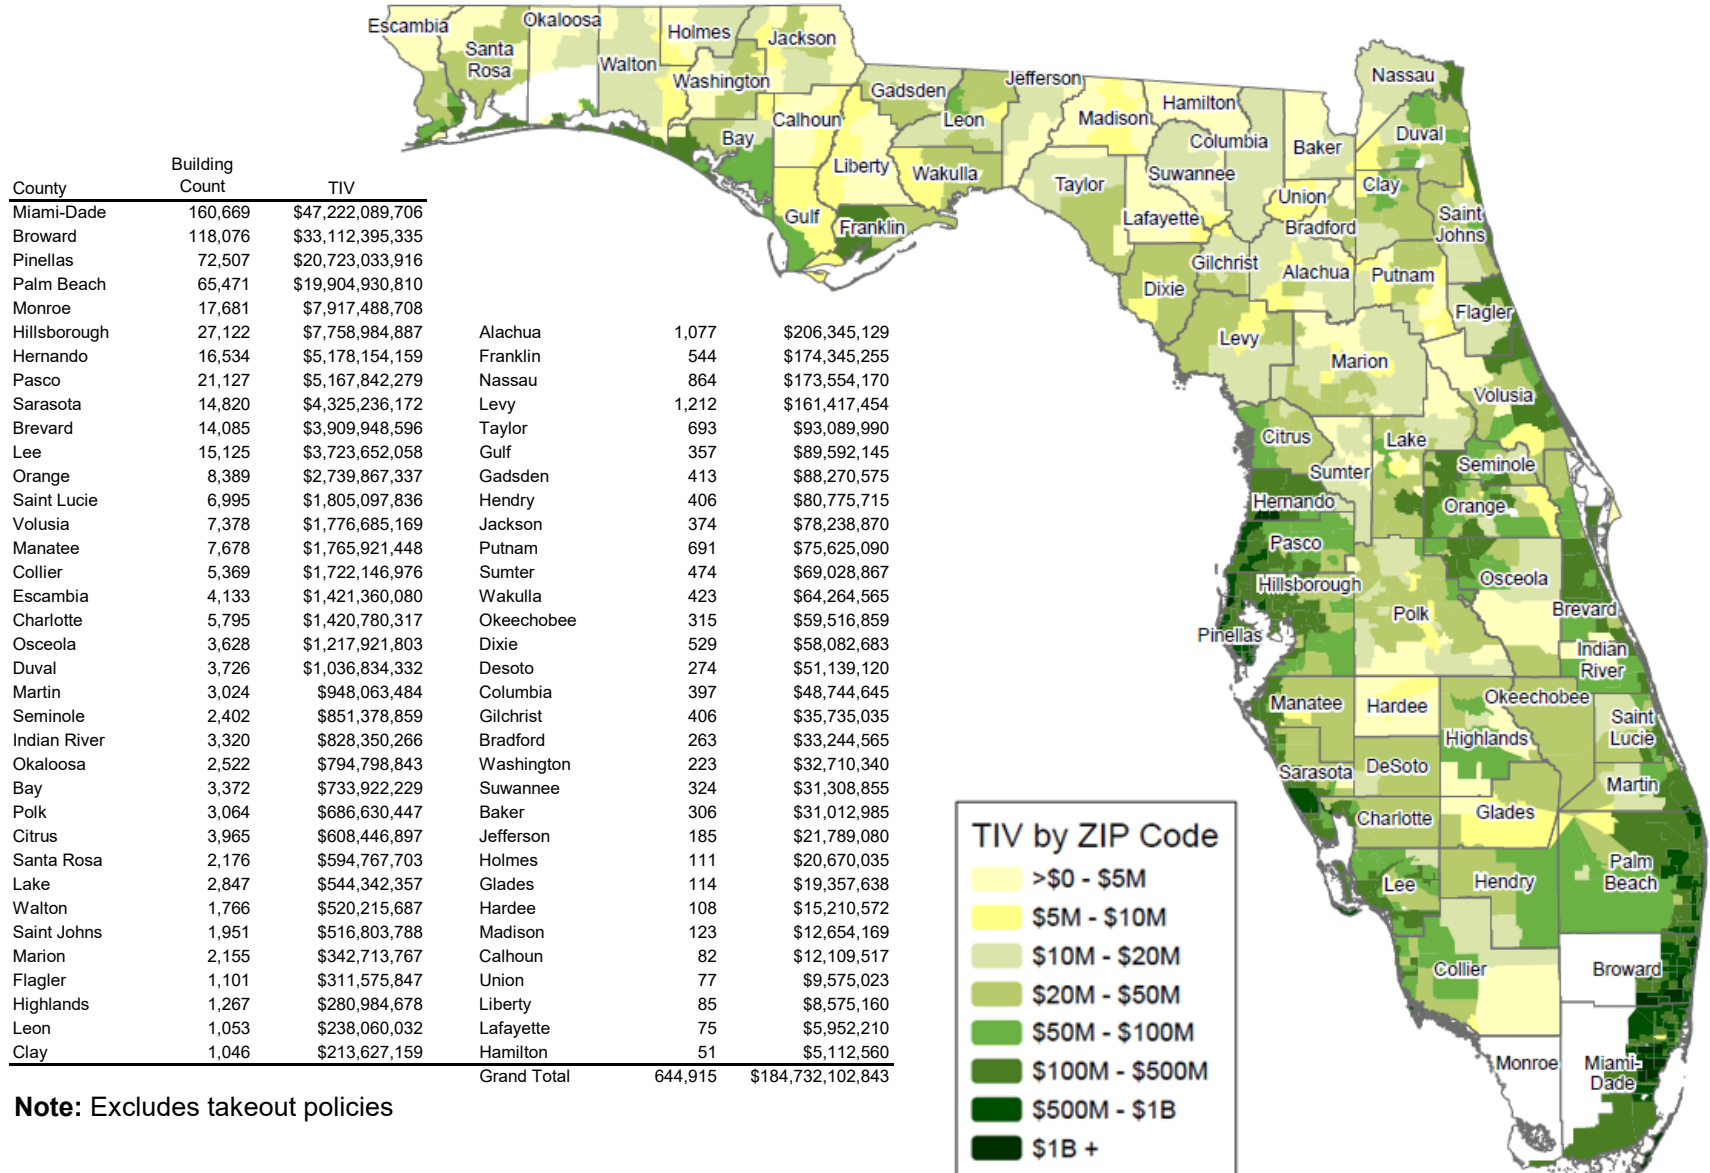 Building
County Count TIV
Miami-Dade 160,669 $47,222,089,706
Broward 118,076 $33,112,395,335
Pinellas 72,507 $20,723,033,916
Palm Beach 65,471 $19,904,930,810
Monroe 17,681 $7,917,488,708
Hillsborough 27,122 $7,758,984,887
Hernando 16,534 $5,178,154,159
Pasco 21,127 $5,167,842,279
Sarasota 14,820 $4,325,236,172
Brevard 14,085 $3,909,948,596
Lee 15,125 $3,723,652,058
Orange 8,389 $2,739,867,337
Saint Lucie 6,995 $1,805,097,836
Volusia 7,378 $1,776,685,169
Manatee 7,678 $1,765,921,448
Collier 5,369 $1,722,146,976
Escambia 4,133 $1,421,360,080
Charlotte 5,795 $1,420,780,317
Osceola 3,628 $1,217,921,803
Duval 3,726 $1,036,834,332
Martin 3,024 $948,063,484
Seminole 2,402 $851,378,859
Indian River 3,320 $828,350,266
Okaloosa 2,522 $794,798,843
Bay 3,372 $733,922,229
Polk 3,064 $686,630,447
Citrus 3,965 $608,446,897
Santa Rosa 2,176 $594,767,703
Lake 2,847 $544,342,357
Walton 1,766 $520,215,687
Saint Johns 1,951 $516,803,788
Marion 2,155 $342,713,767
Flagler 1,101 $311,575,847
Highlands 1,267 $280,984,678
Leon 1,053 $238,060,032
Clay 1,046 $213,627,159
Alachua 1,077 $206,345,129
Franklin 544 $174,345,255
Nassau 864 $173,554,170
Levy 1,212 $161,417,454
Taylor 693 $93,089,990
Gulf 357 $89,592,145
Gadsden 413 $88,270,575
Hendry 406 $80,775,715
Jackson 374 $78,238,870
Putnam 691 $75,625,090
Sumter 474 $69,028,867
Wakulla 423 $64,264,565
Okeechobee 315 $59,516,859
Dixie 529 $58,082,683
Desoto 274 $51,139,120
Columbia 397 $48,744,645
Gilchrist 406 $35,735,035
Bradford 263 $33,244,565
Washington 223 $32,710,340
Suwannee 324 $31,308,855
Baker 306 $31,012,985
Jefferson 185 $21,789,080
Holmes 111 $20,670,035
Glades 114 $19,357,638
Hardee 108 $15,210,572
Madison 123 $12,654,169
Calhoun 82 $12,109,517
Union 77 $9,575,023
Liberty 85 $8,575,160
Lafayette 75 $5,952,210
Hamilton 51 $5,112,560
Grand Total 644,915 $184,732,102,843
Note: Excludes takeout policies
Escambia
Santa
Rosa
Okaloosa
Walton
Holmes
Washington
Jackson
Bay
Calhoun
Gulf
Liberty
Franklin
Gadsden
Leon
Wakulla
Jefferson
Madison
Taylor
Hamilton
Columbia
Suwannee
Lafayette
Baker
Union
Bradford
Nassau
Duval
Clay
Saint
Johns
Gilchrist
Dixie
Alachua
Putnam
Levy
Flagler
Marion
Volusia
Citrus
Lake
Sumter
Seminole
Hernando
Orange
Pasco
Hillsborough
Osceola
Polk
Brevard
Pinellas
Indian
River
Manatee
Hardee
Okeechobee
Highlands
Saint
Lucie
Sarasota
DeSoto
Martin
Charlotte
Glades
Lee
Hendry
Palm
Beach
Collier
Broward
Monroe
Miami-
Dade
TIV by ZIP Code
>$0 - $5M
$5M - $10M
$10M - $20M
$20M - $50M
$50M - $100M
$100M - $500M
$500M - $1B
$1B +